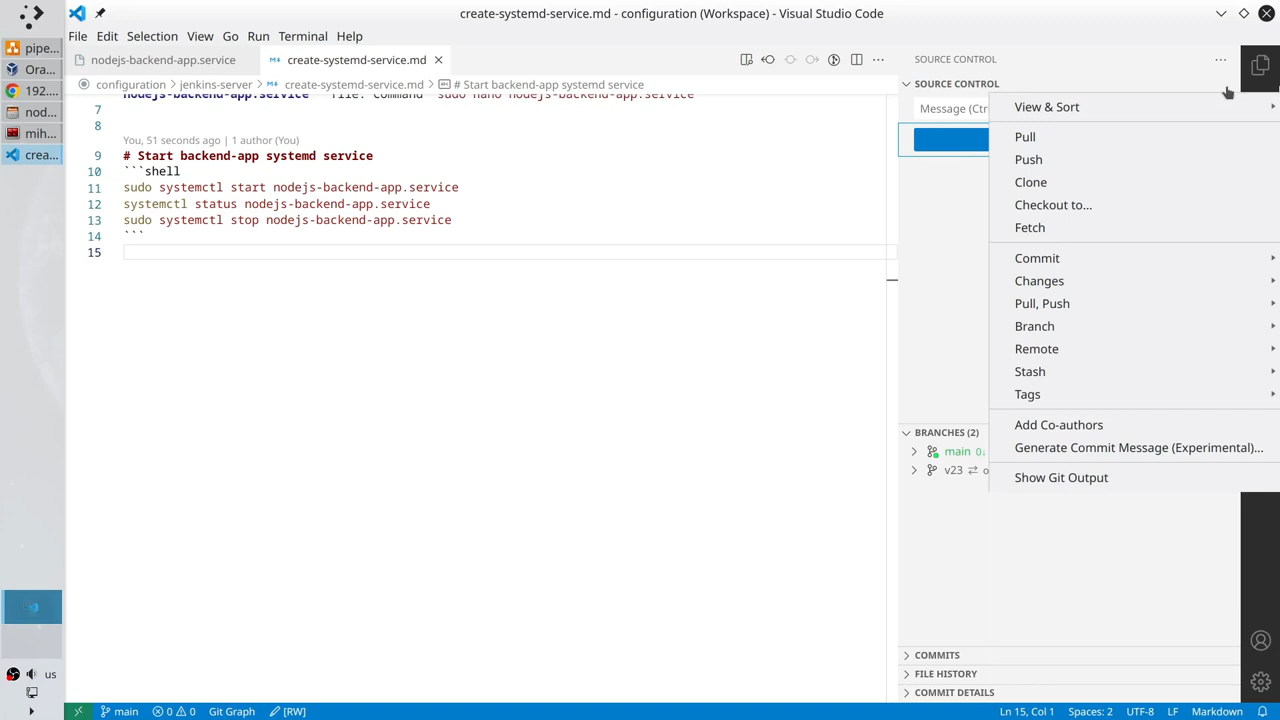 create-systemd-service.md - configuration (Workspace) - Visual Studio Code
File Edit Selection View Go Run Terminal Help
pipe...
Ora...
192....
nod...
mih...
crea...
us
nodejs-backend-app.service
create-systemd-service.md
configuration > jenkins-server > create-systemd-service.md > # Start backend-app systemd service
7
nodejs-backend-app.service file. Command sudo nano nodejs-backend-app.service
8
You, 51 seconds ago | 1 author (You)
9 # Start backend-app systemd service
10 ```shell
11 sudo systemctl start nodejs-backend-app.service
12 systemctl status nodejs-backend-app.service
13 sudo systemctl stop nodejs-backend-app.service
14 ```
15
SOURCE CONTROL
SOURCE CONTROL
Message (Ctr
View & Sort
Pull
Push
Clone
Checkout to...
Fetch
Commit
Changes
Pull, Push
Branch
Remote
Stash
Tags
Add Co-authors
Generate Commit Message (Experimental)...
Show Git Output
BRANCHES (2)
main 0↓
v23 ⇄ o
COMMITS
FILE HISTORY
COMMIT DETAILS
main 0 0 Git Graph [RW] Ln 15, Col 1 Spaces: 2 UTF-8 LF Markdown